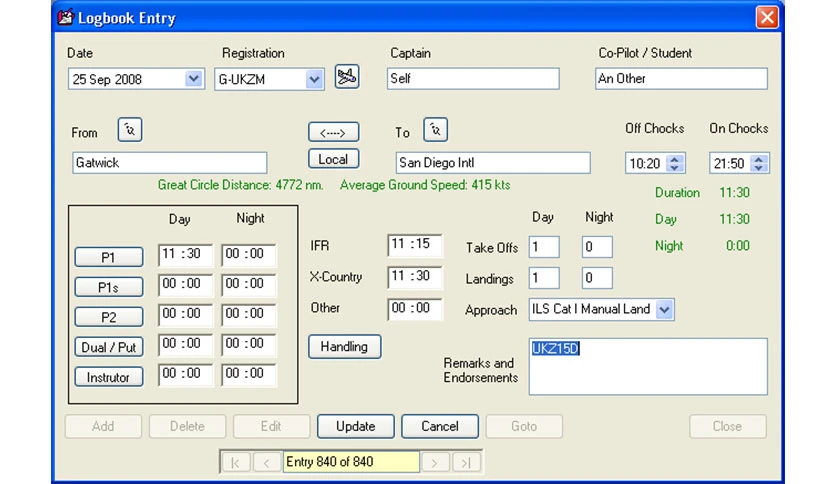 Logbook Entry
Date Registration Captain Co-Pilot / Student
25 Sep 2008 G-UKZM Self An Other
From <----> To Off Chocks On Chocks
Gatwick Local San Diego Intl 10:20 21:50
Great Circle Distance: 4772 nm. Average Ground Speed: 415 kts Duration 11:30
Day Night Day Night Day 11:30
P1 11 :30 00 :00 IFR 11 :15 Take Offs 1 0 Night 0:00
P1s 00 :00 00 :00 X-Country 11 :30 Landings 1 0
P2 00 :00 00 :00 Other 00 :00 Approach ILS Cat I Manual Land
Dual / Put 00 :00 00 :00 Handling UKZ15D
Instrutor 00 :00 00 :00 Remarks and
Endorsements
Add Delete Edit Update Cancel Goto Close
|< < Entry 840 of 840 > >|